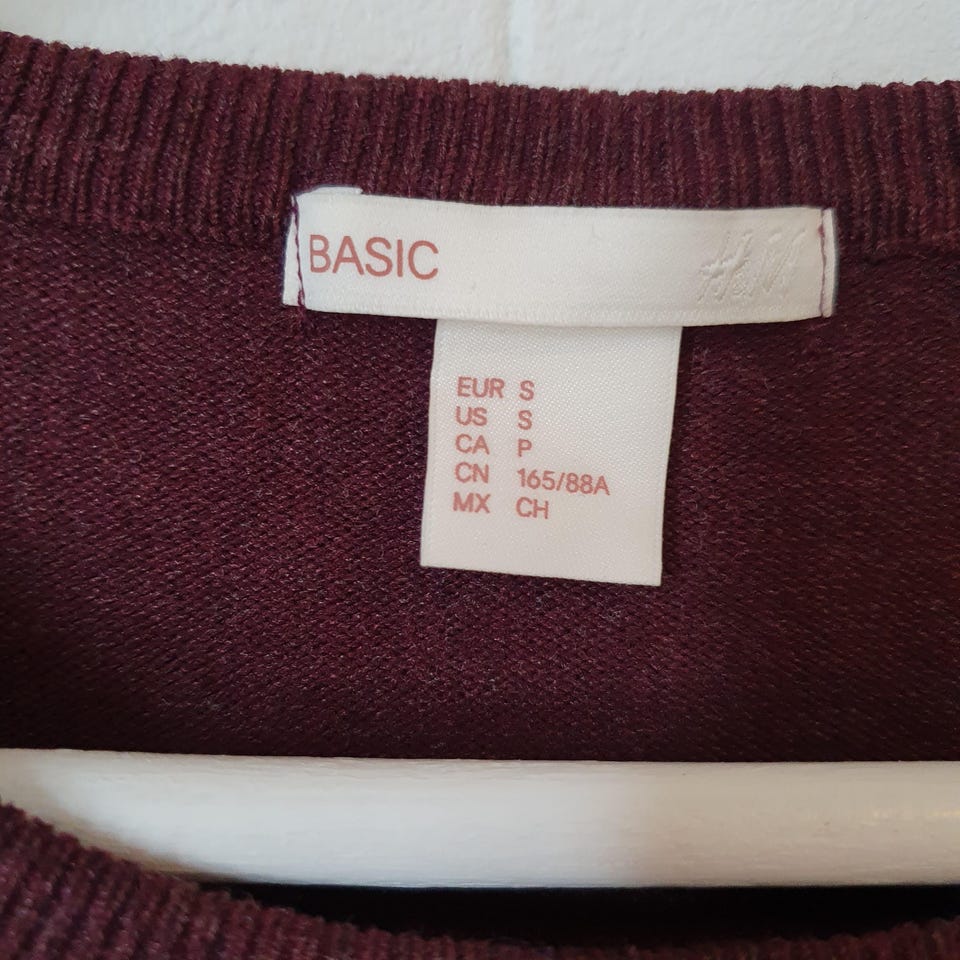 BASIC H&M
EUR S
US S
CA P
CN 165/88A
MX CH